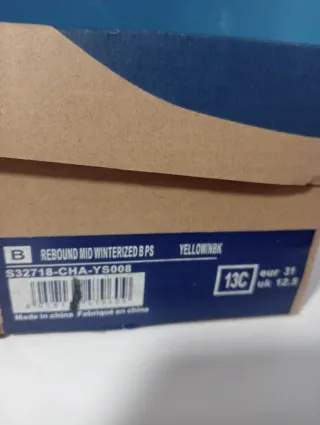 B REBOUND MID WINTERIZED B PS YELLOW/NBK
S32718-CHA-YS008
13C eur 31
uk 12.5
Made in china Fabriqué en china